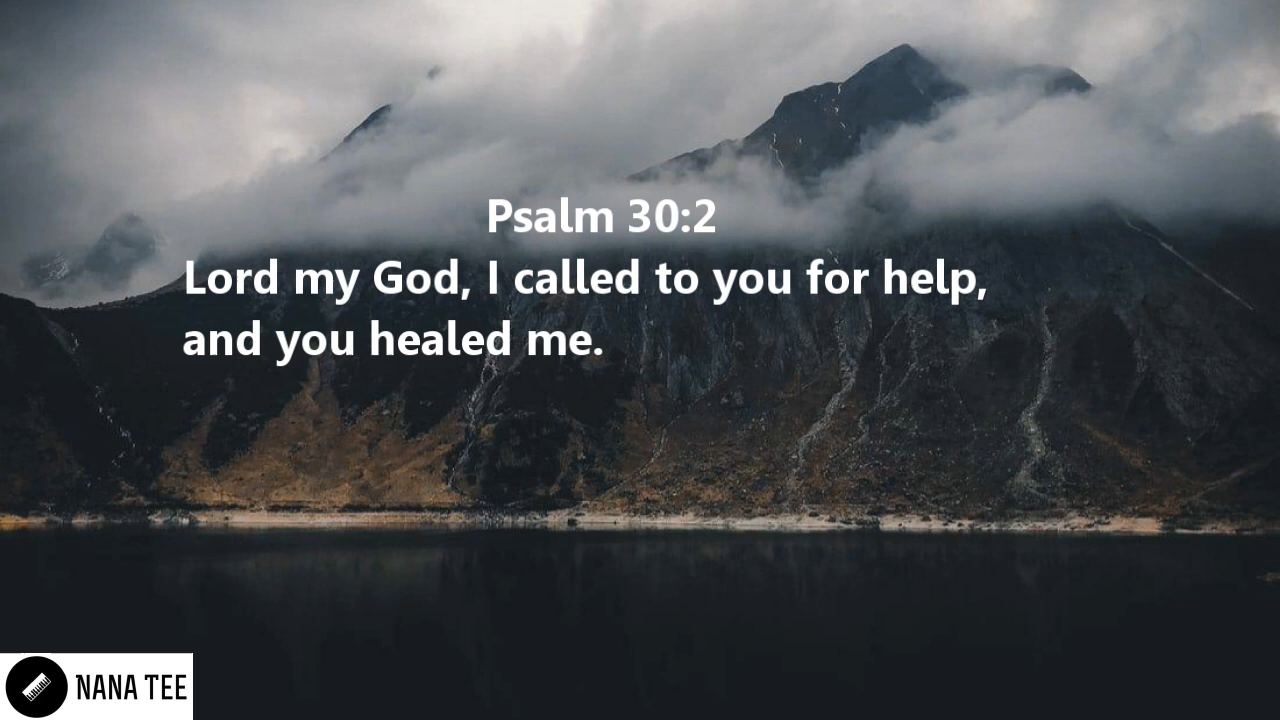 Psalm 30:2
Lord my God, I called to you for help,
and you healed me.
NANA TEE